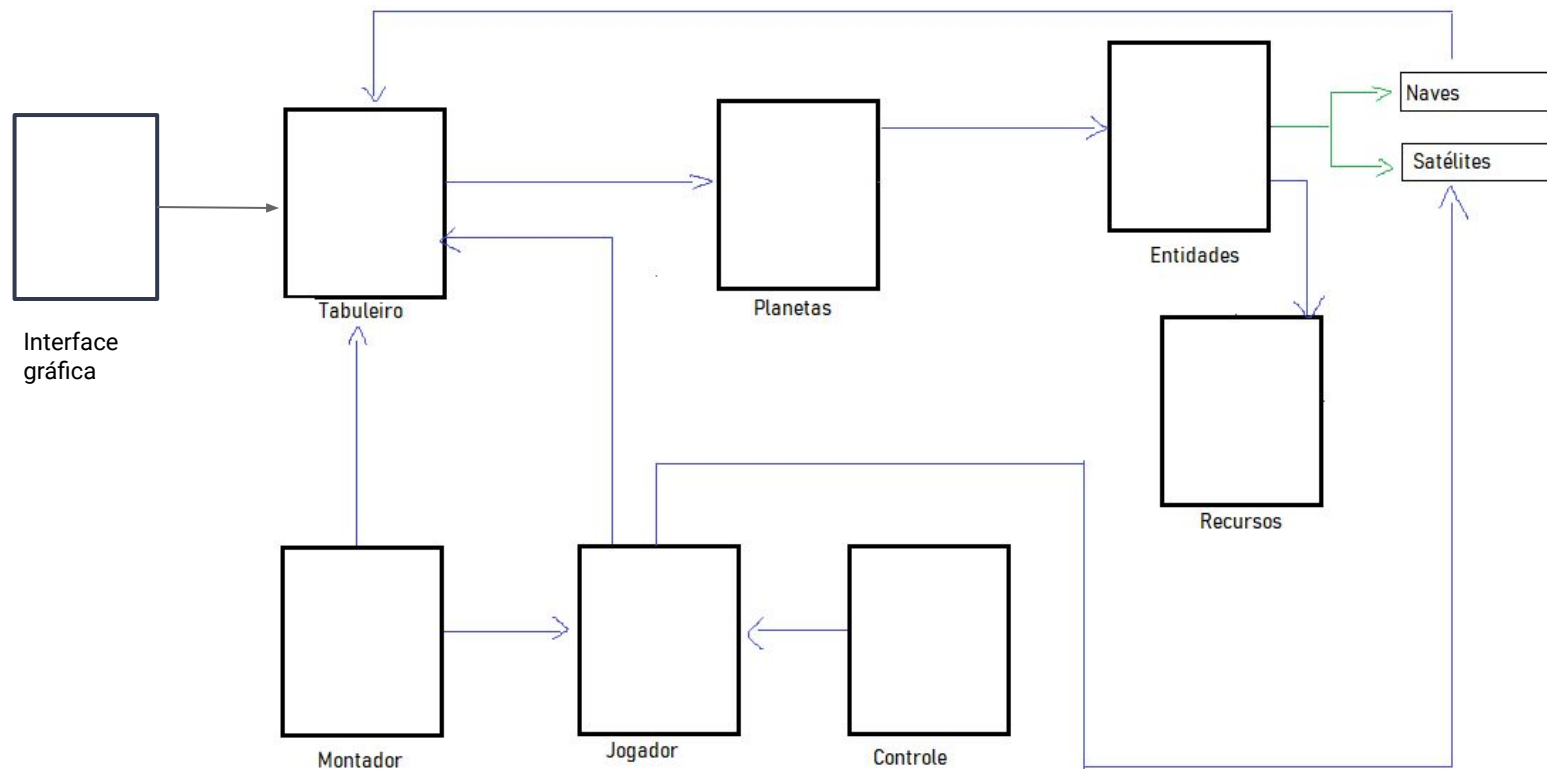 Naves
Satélites
Entidades
Planetas
Tabuleiro
Interface
gráfica
Recursos
Jogador
Controle
Montador